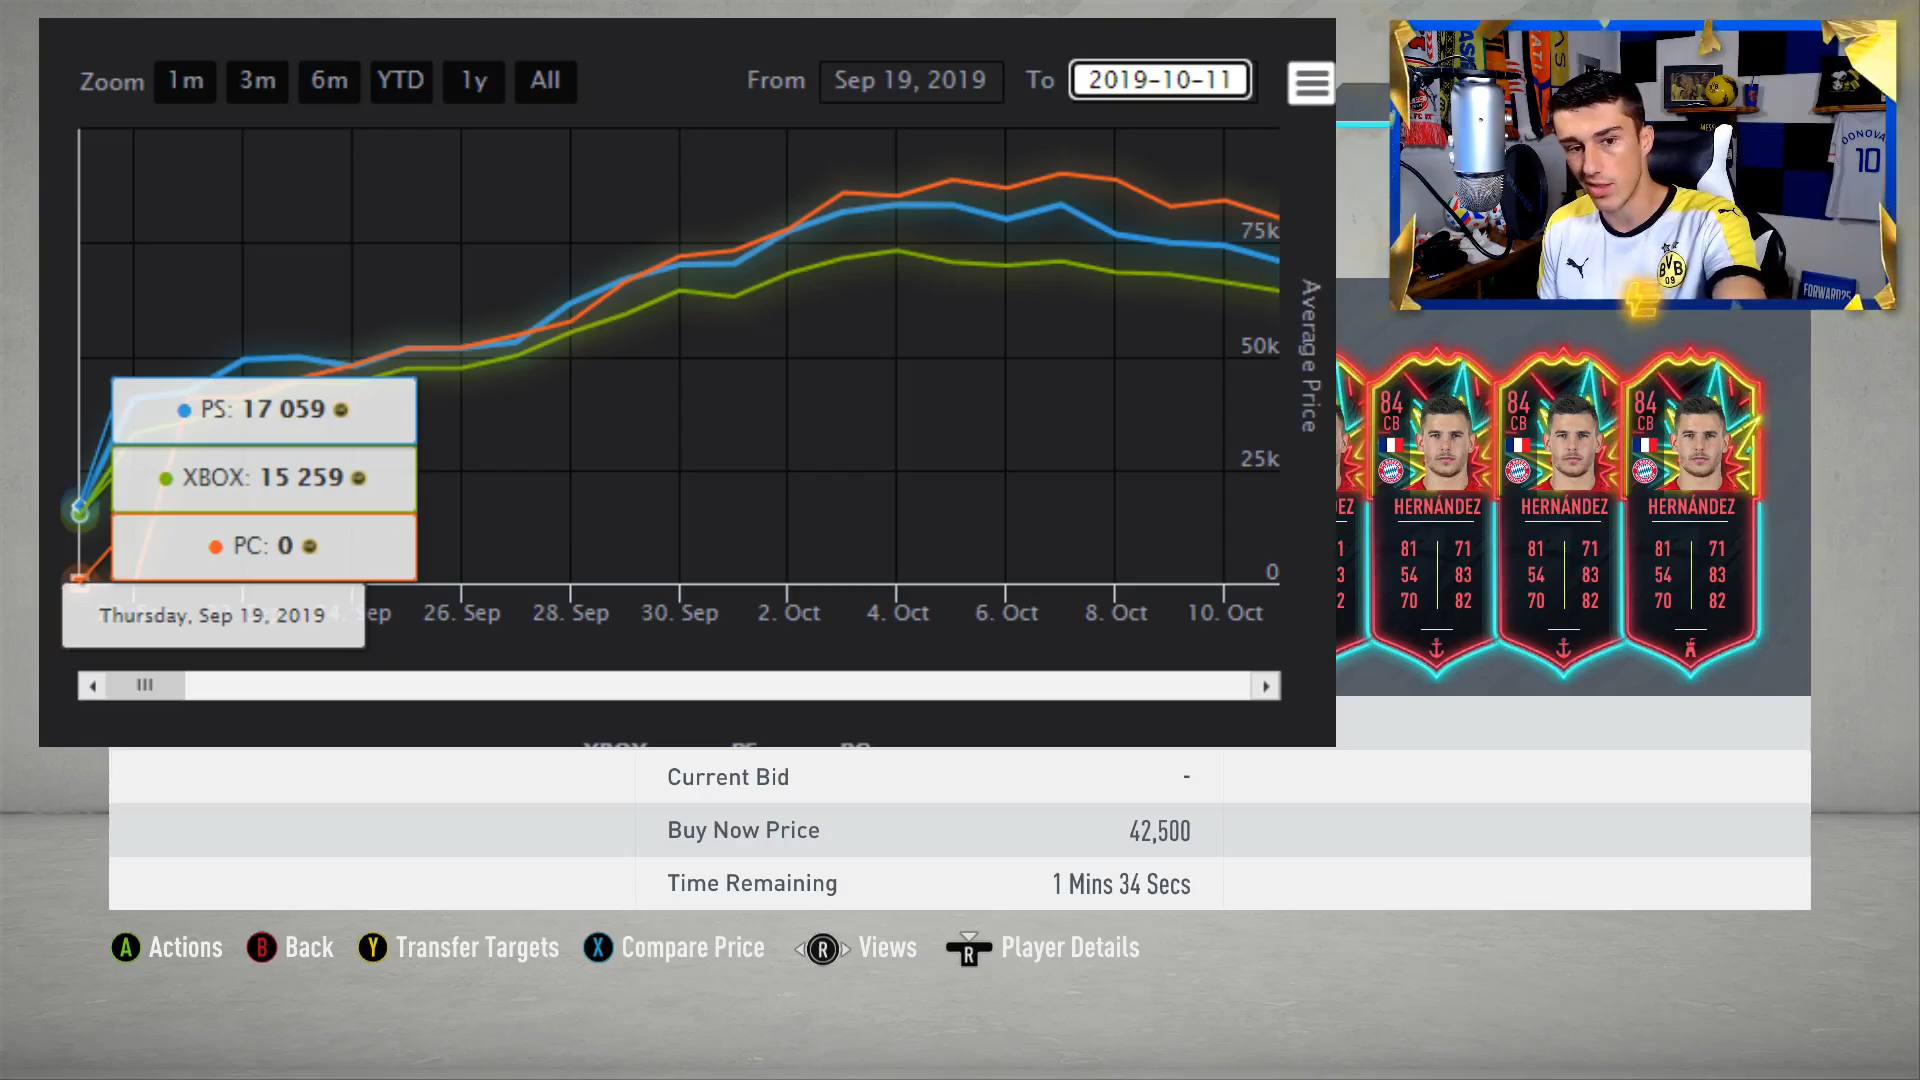 Zoom 1m 3m 6m YTD 1y All From Sep 19, 2019 To 2019-10-11
75k
50k
25k
0
Average Price
PS: 17 059
XBOX: 15 259
PC: 0
Thursday, Sep 19, 2019
26. Sep 28. Sep 30. Sep 2. Oct 4. Oct 6. Oct 8. Oct 10. Oct
DONOVA
10
BVB
09
FORWARD25
84 CB
HERNÁNDEZ
81 71
54 83
70 82
84 CB
HERNÁNDEZ
81 71
54 83
70 82
84 CB
HERNÁNDEZ
81 71
54 83
70 82
Current Bid -
Buy Now Price 42,500
Time Remaining 1 Mins 34 Secs
A Actions B Back Y Transfer Targets X Compare Price R Views R Player Details